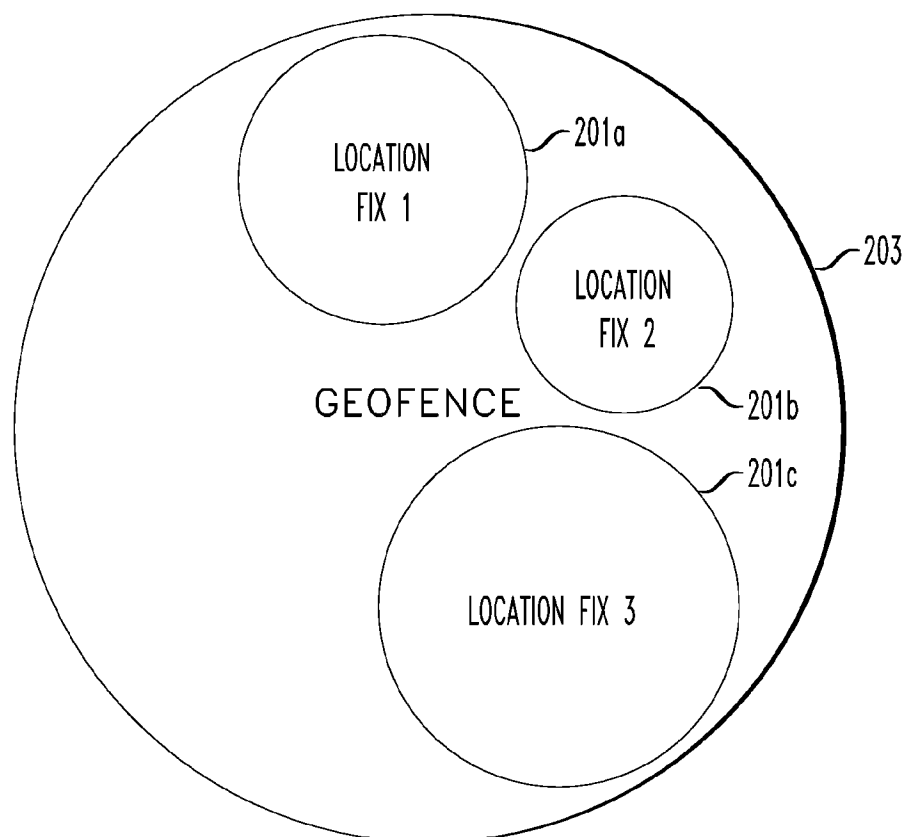 LOCATION
FIX 1
201a
LOCATION
FIX 2
203
GEOFENCE
201b
201c
LOCATION FIX 3